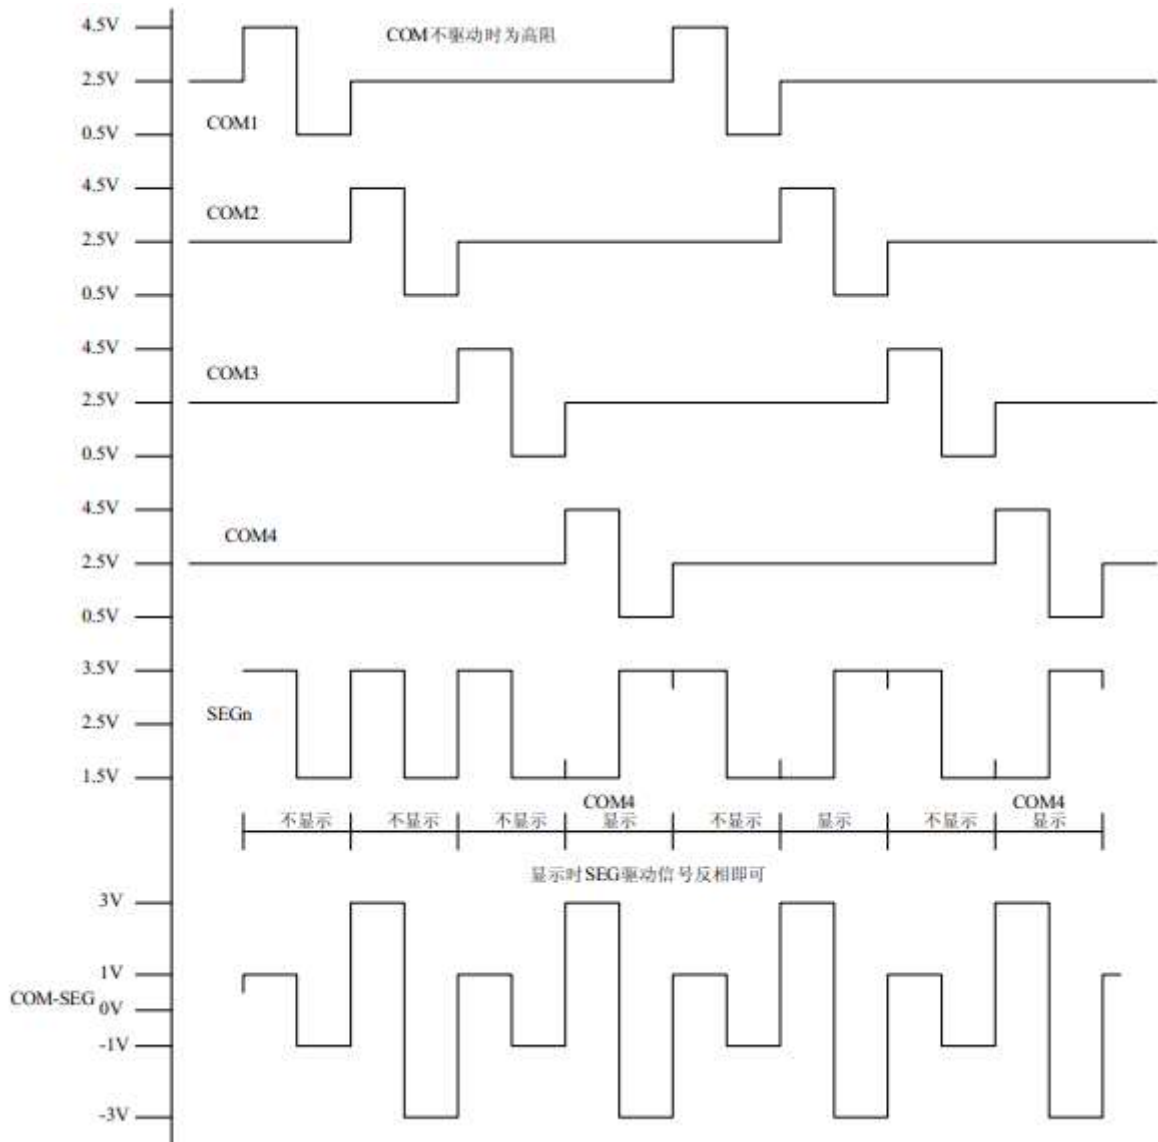 4.5V
COM不驱动时为高阻
2.5V
COM1
0.5V
4.5V
COM2
2.5V
0.5V
4.5V
COM3
2.5V
0.5V
4.5V
COM4
2.5V
0.5V
3.5V
SEGn
2.5V
1.5V
COM4 COM4
不显示 不显示 不显示 显示 不显示 显示 不显示 显示
显示时SEG驱动信号反相即可
3V
1V
COM-SEG 0V
-1V
-3V